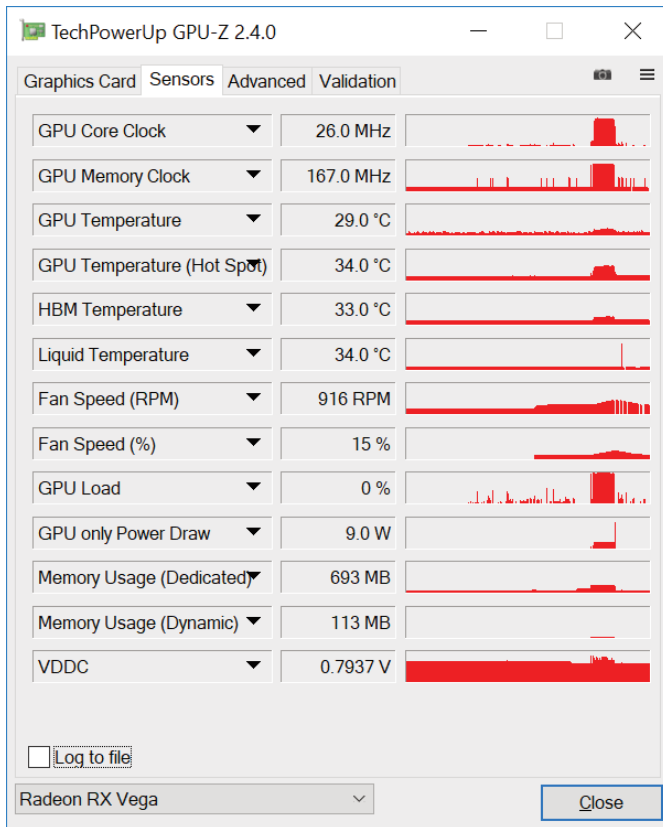 TechPowerUp GPU-Z 2.4.0
Graphics Card Sensors Advanced Validation
GPU Core Clock 26.0 MHz
GPU Memory Clock 167.0 MHz
GPU Temperature 29.0 °C
GPU Temperature (Hot Spot) 34.0 °C
HBM Temperature 33.0 °C
Liquid Temperature 34.0 °C
Fan Speed (RPM) 916 RPM
Fan Speed (%) 15 %
GPU Load 0 %
GPU only Power Draw 9.0 W
Memory Usage (Dedicated) 693 MB
Memory Usage (Dynamic) 113 MB
VDDC 0.7937 V
Log to file
Radeon RX Vega Close